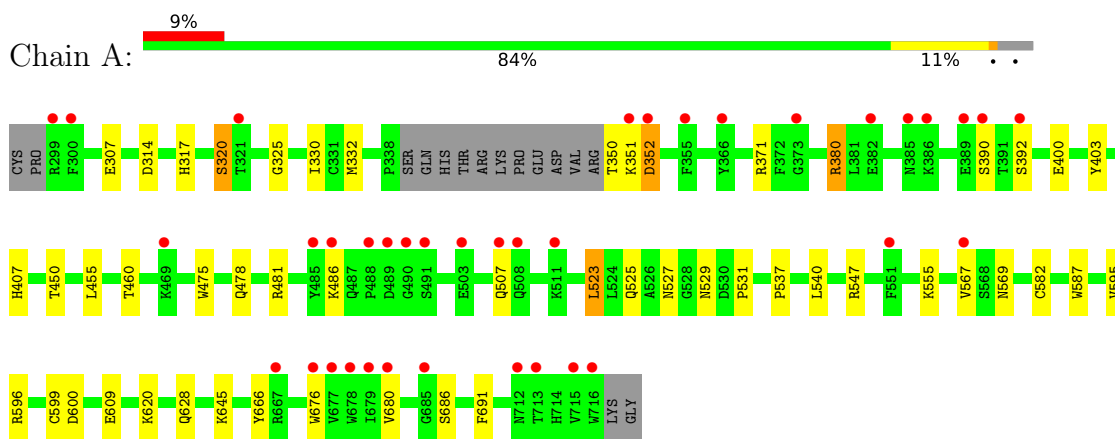 9%
Chain A:
84% 11% • •
CYS PRO R299 F300 E307 D314 H317 S320 T321 G325 I330 C331 M332 P338 SER GLN HIS THR ARG LYS PRO GLU ASP VAL ARG T350 K351 D352 F355 Y366 R371 F372 G373 R380 L381 E382 N385 K386 E389 S390 T391 S392 E400 Y403
H407 T450 L455 T460 K469 W475 Q478 R481 Y485 K486 Q487 P488 D489 G490 S491 E503 Q507 Q508 K511 L523 L524 Q525 A526 N527 G528 N529 D530 P531 P537 L540 R547 F551 K555 V567 S568 N569 C582 W587
R596 C599 D600 E609 K620 Q628 K645 Y666 R667 W676 V677 W678 I679 V680 G685 S686 F691 N712 T713 H714 V715 W716 LYS GLY